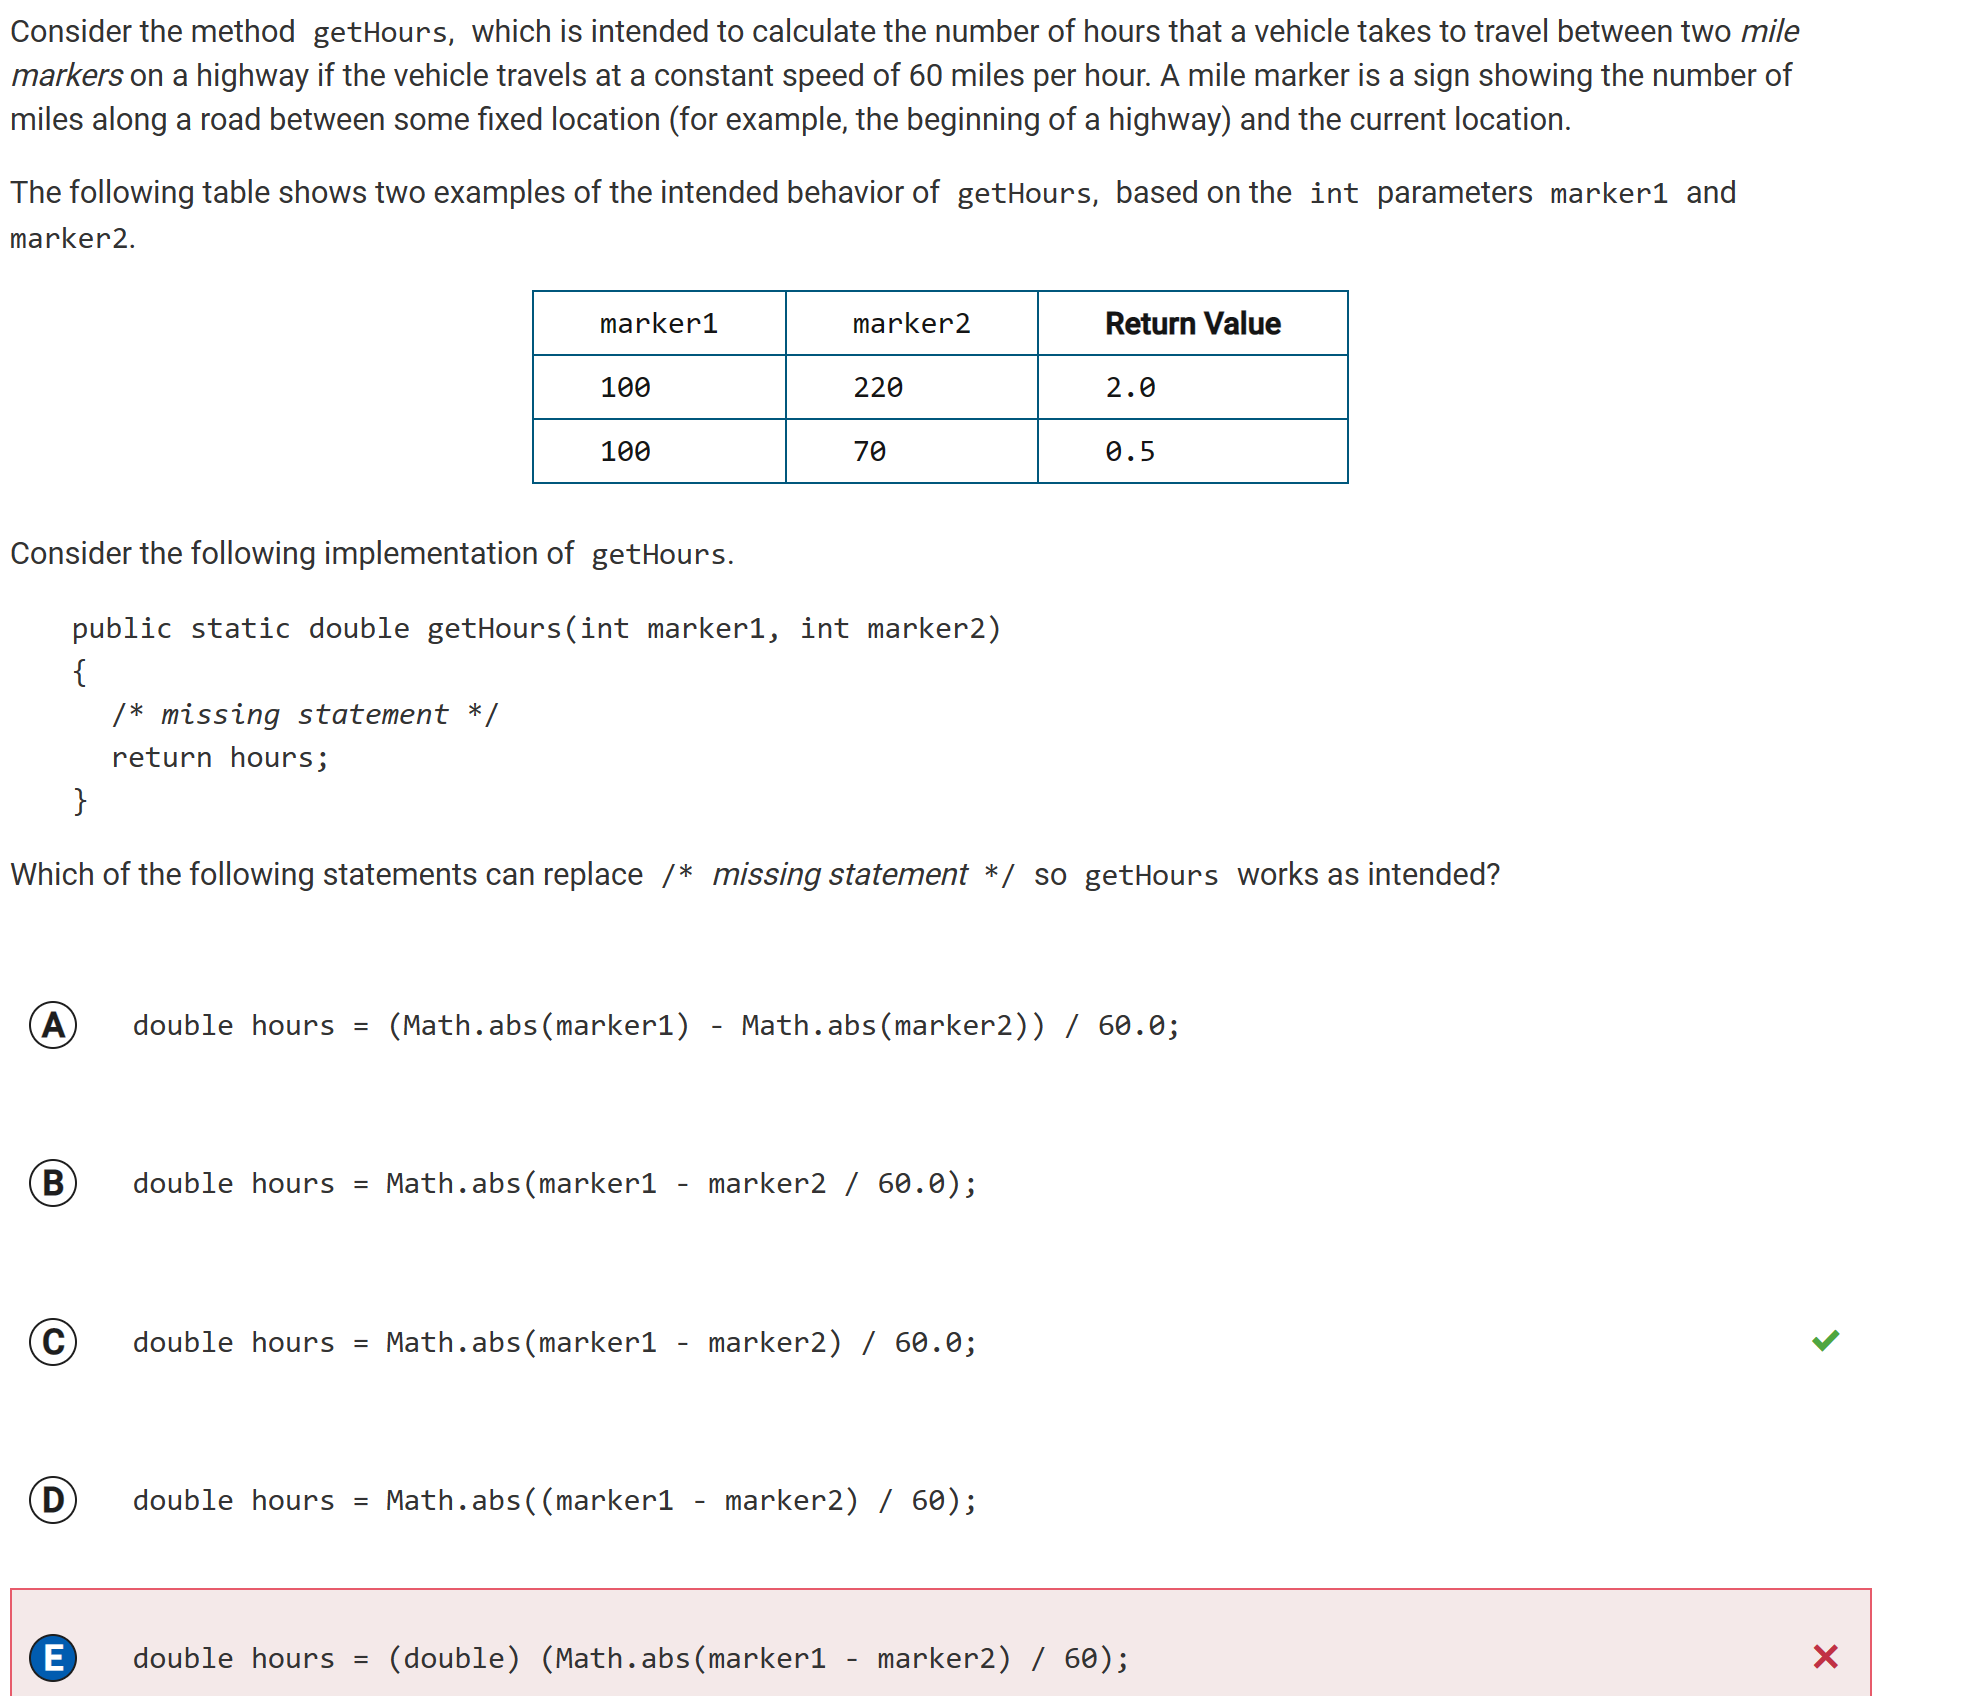 Consider the method getHours, which is intended to calculate the number of hours that a vehicle takes to travel between two mile
markers on a highway if the vehicle travels at a constant speed of 60 miles per hour. A mile marker is a sign showing the number of
miles along a road between some fixed location (for example, the beginning of a highway) and the current location.
The following table shows two examples of the intended behavior of getHours, based on the int parameters marker1 and
marker2.
marker1 marker2 Return Value
100 220 2.0
100 70 0.5
Consider the following implementation of getHours.
public static double getHours(int marker1, int marker2)
{
/* missing statement */
return hours;
}
Which of the following statements can replace /* missing statement */ so getHours works as intended?
A double hours = (Math.abs(marker1) - Math.abs(marker2)) / 60.0;
B double hours = Math.abs(marker1 - marker2 / 60.0);
C double hours = Math.abs(marker1 - marker2) / 60.0;
D double hours = Math.abs((marker1 - marker2) / 60);
E double hours = (double) (Math.abs(marker1 - marker2) / 60);